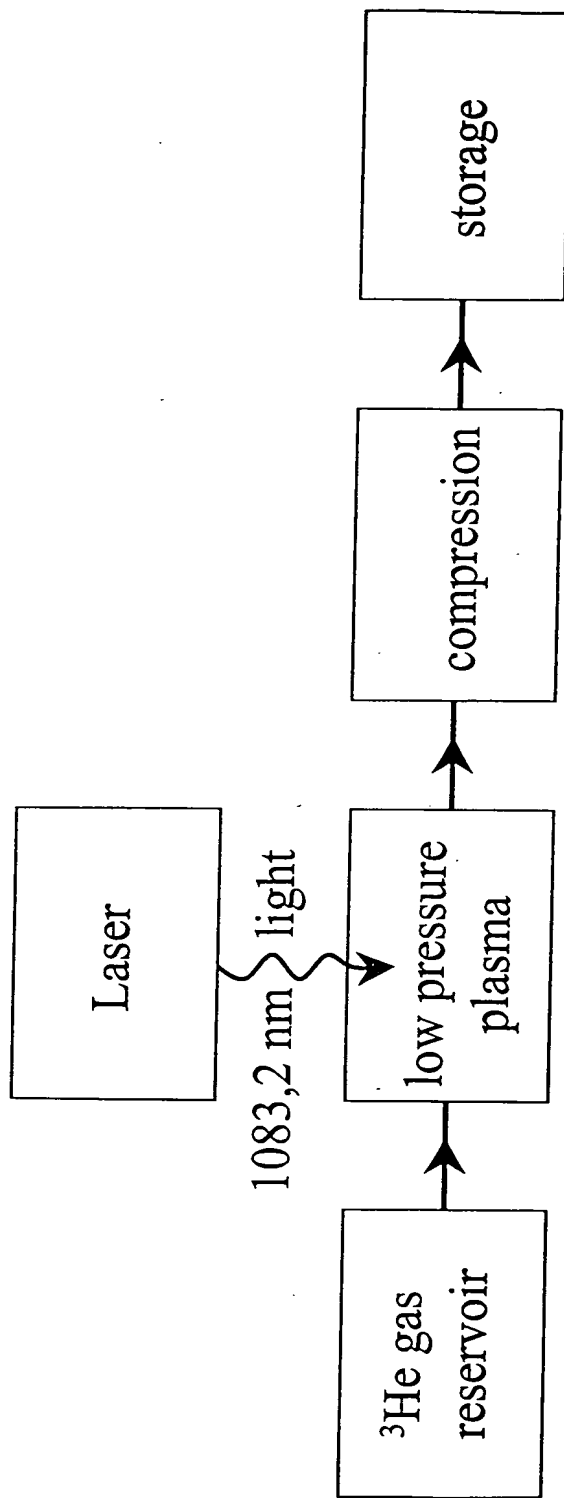 Laser
1083,2 nm light
³He gas
reservoir
low pressure
plasma
compression
storage